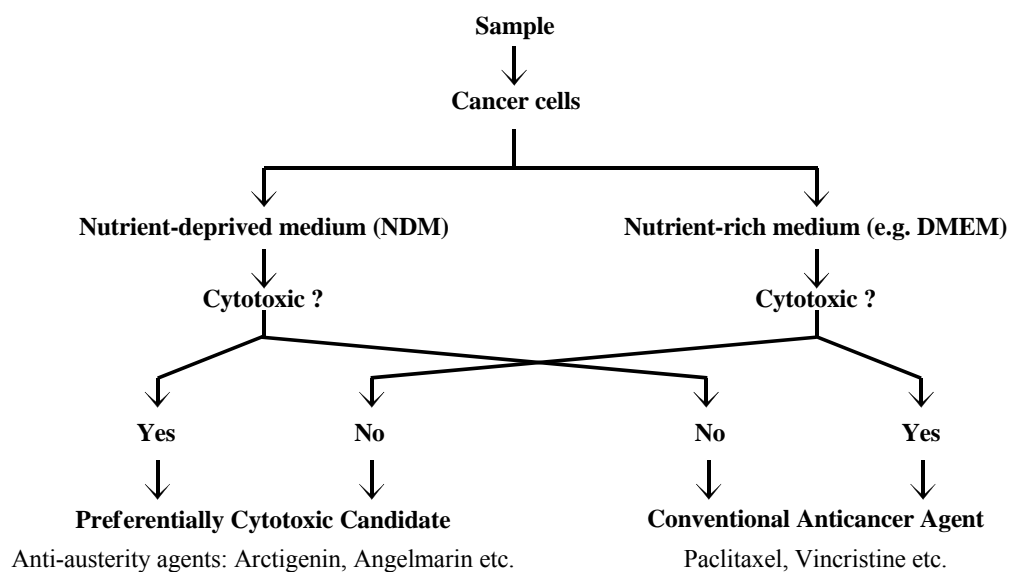 Sample
Cancer cells
Nutrient-deprived medium (NDM)
Nutrient-rich medium (e.g. DMEM)
Cytotoxic ?
Cytotoxic ?
Yes
No
No
Yes
Preferentially Cytotoxic Candidate
Conventional Anticancer Agent
Anti-austerity agents: Arctigenin, Angelmarin etc.
Paclitaxel, Vincristine etc.